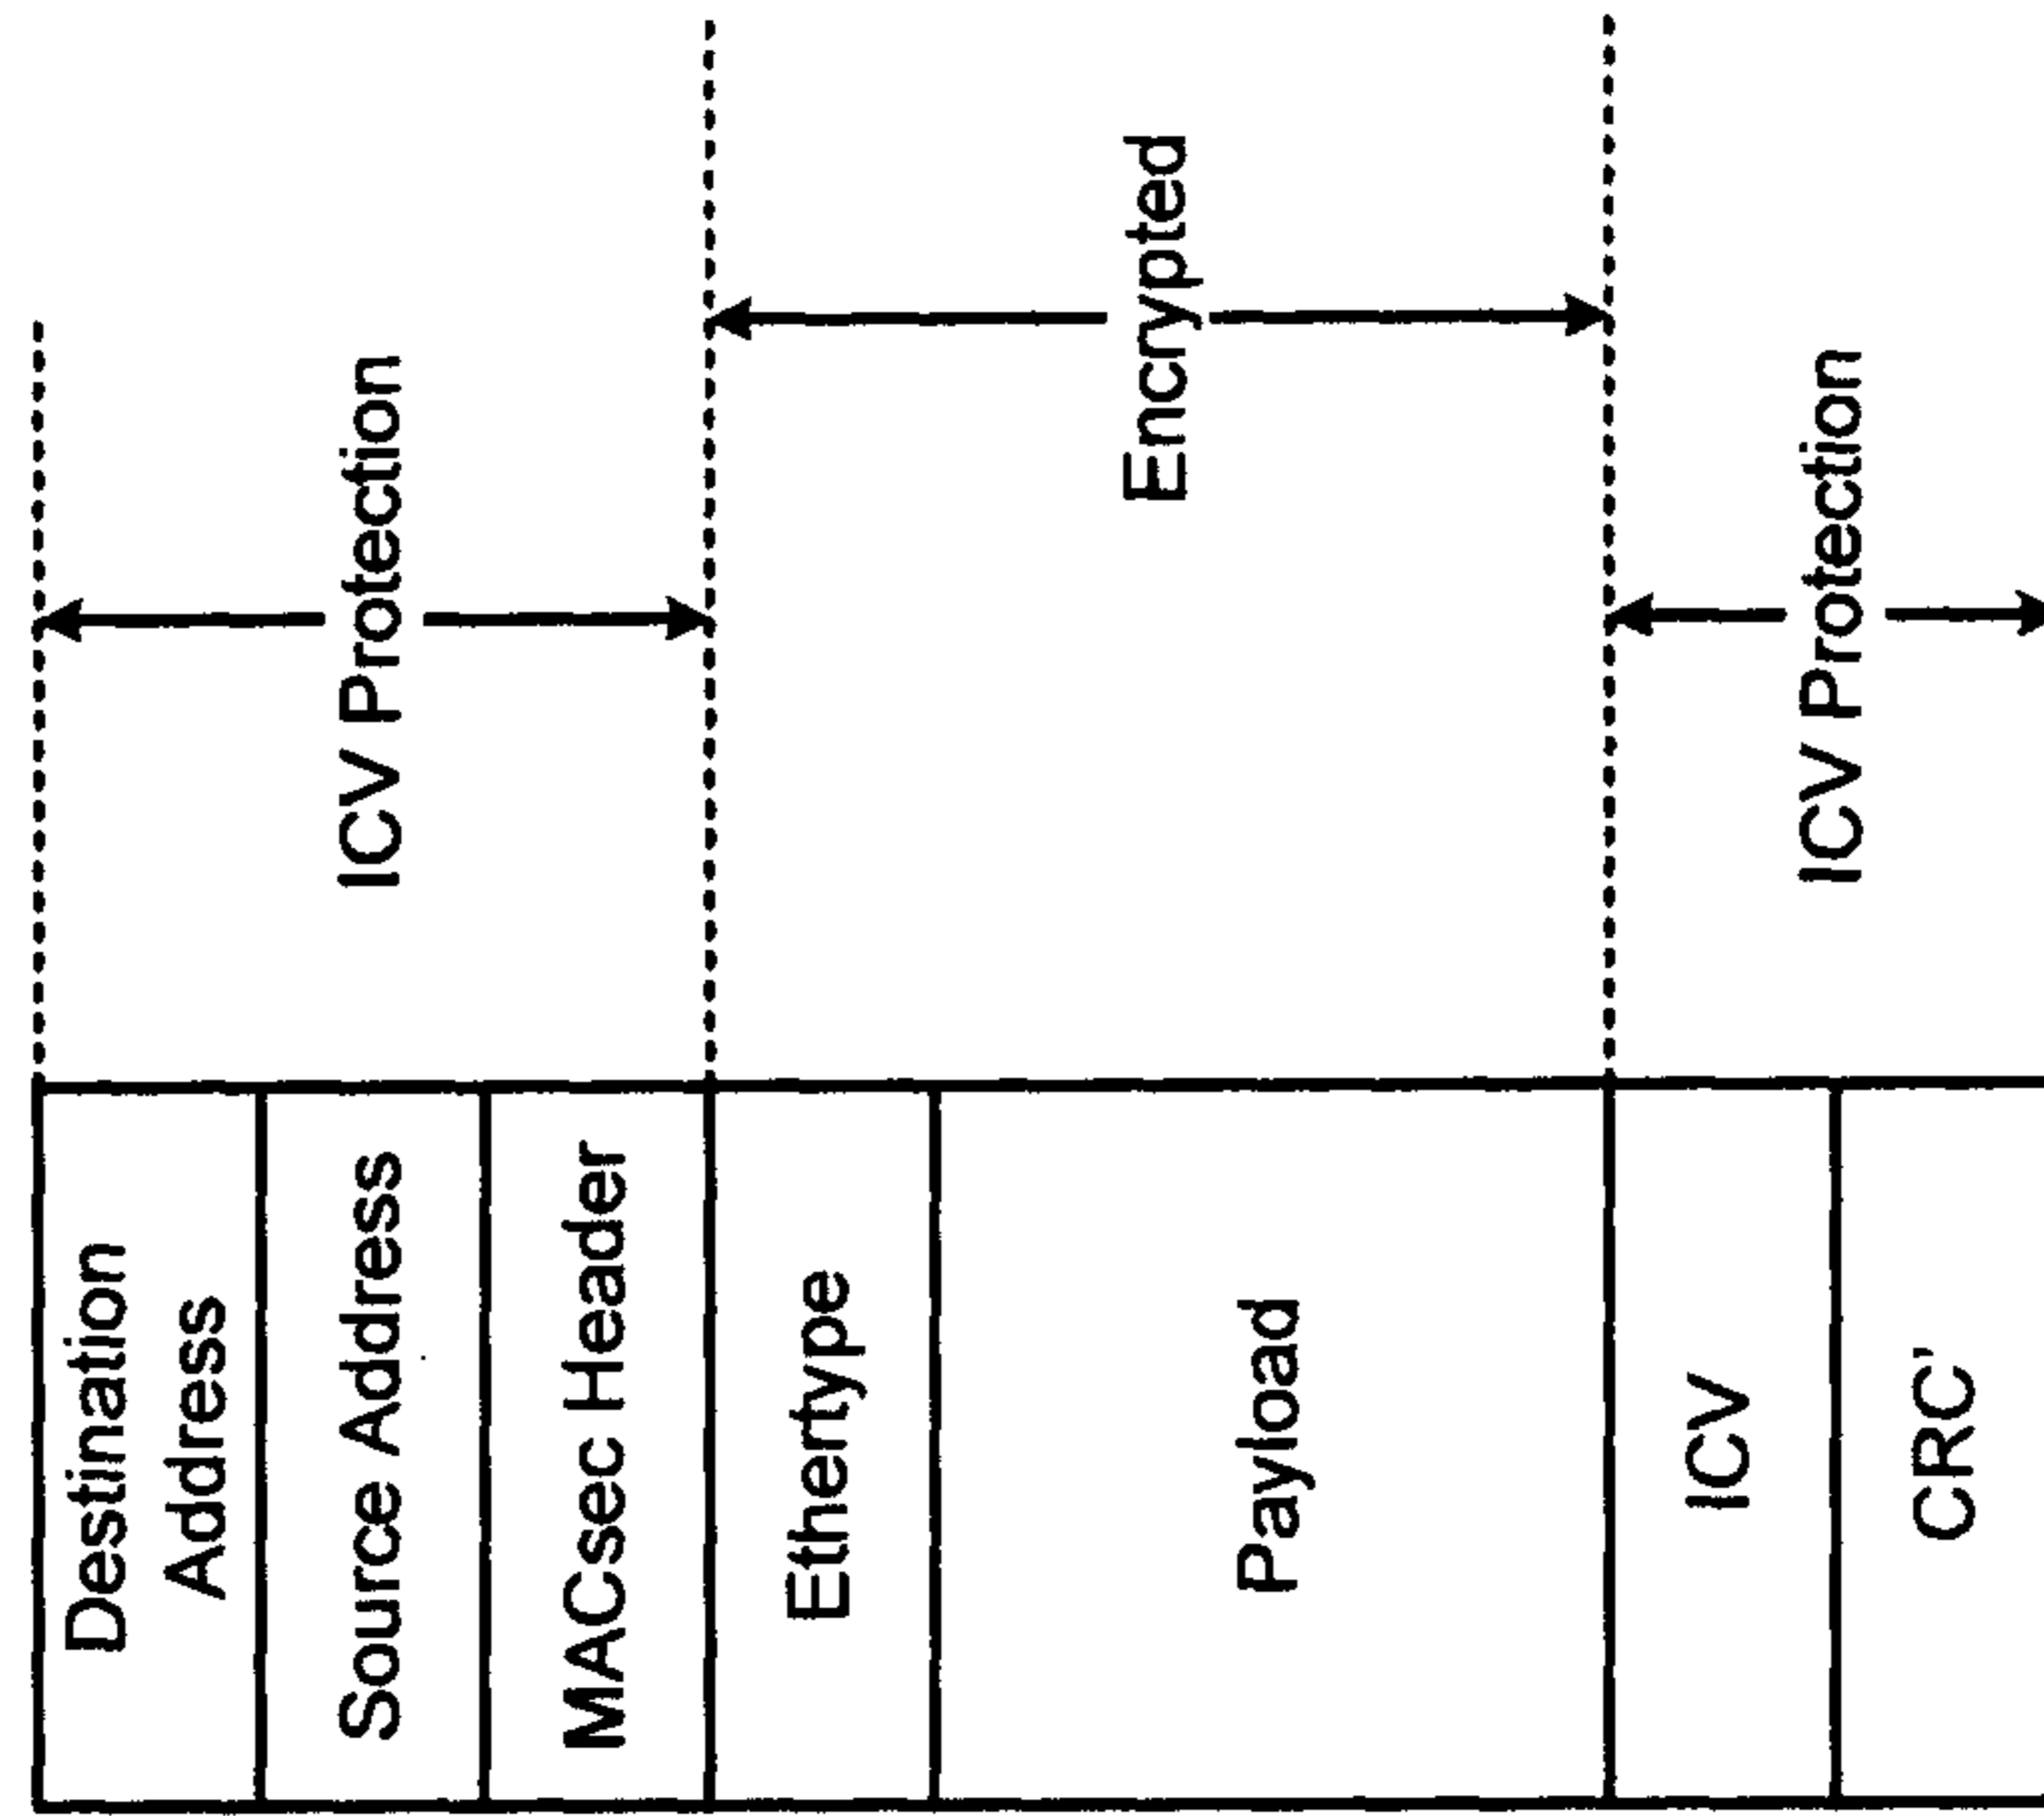 Destination
Address
Source Address
MACsec Header
Ethertype
Payload
ICV
CRC'
ICV Protection
Encrypted
ICV Protection